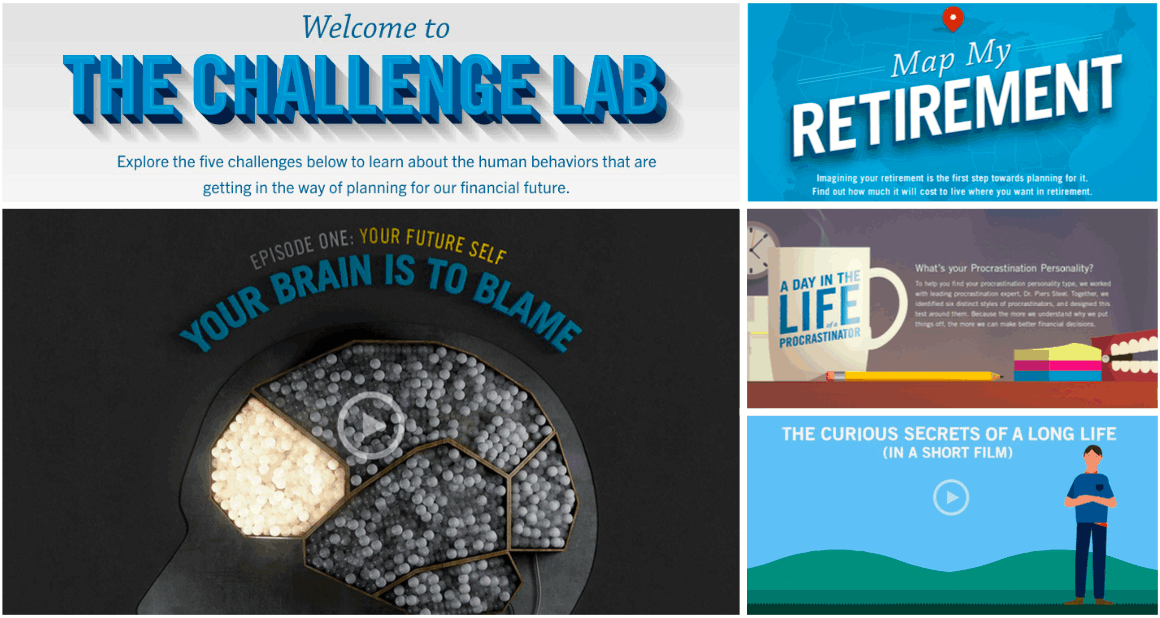 Welcome to
THE CHALLENGE LAB
Explore the five challenges below to learn about the human behaviors that are
getting in the way of planning for our financial future.
Map My
RETIREMENT
Imagining your retirement is the first step towards planning for it.
Find out how much it will cost to live where you want in retirement.
EPISODE ONE: YOUR FUTURE SELF
YOUR BRAIN IS TO BLAME
A DAY IN THE
LIFE
of a
PROCRASTINATOR
What's your Procrastination Personality?
To help you find your procrastination personality type, we worked
with leading procrastination expert, Dr. Piers Steel. Together, we
identified six distinct styles of procrastinators, and designed this
test around them. Because the more we understand why we put
things off, the more we can make better financial decisions.
THE CURIOUS SECRETS OF A LONG LIFE
(IN A SHORT FILM)